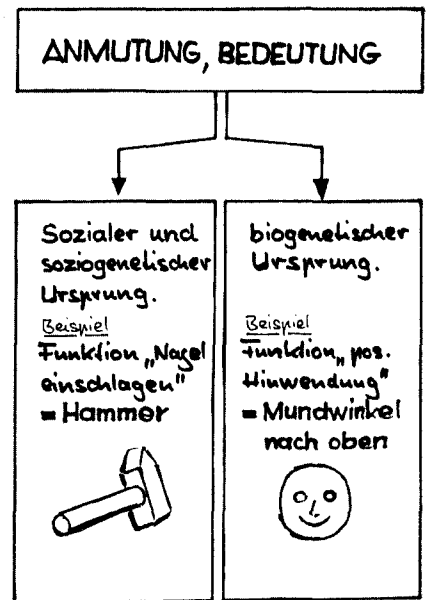 ANMUTUNG, BEDEUTUNG
Sozialer und
soziogenetischer
Ursprung.
Beispiel
Funktion „Nagel
einschlagen"
= Hammer
biogenetischer
Ursprung.
Beispiel
Funktion „pos.
Hinwendung"
= Mundwinkel
nach oben